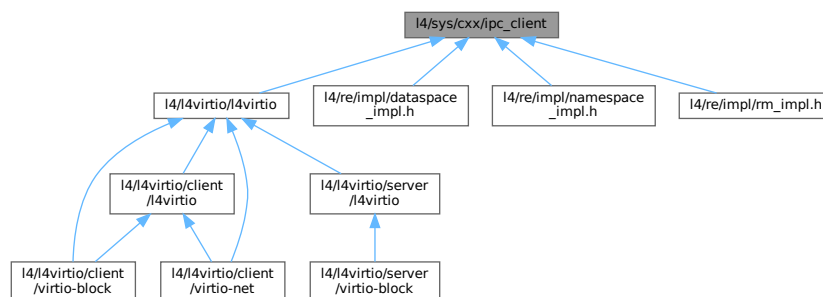 l4/sys/cxx/ipc_client
l4/l4virtio/l4virtio
l4/re/impl/dataspace
_impl.h
l4/re/impl/namespace
_impl.h
l4/re/impl/rm_impl.h
l4/l4virtio/client
/l4virtio
l4/l4virtio/server
/l4virtio
l4/l4virtio/client
/virtio-block
l4/l4virtio/client
/virtio-net
l4/l4virtio/server
/virtio-block